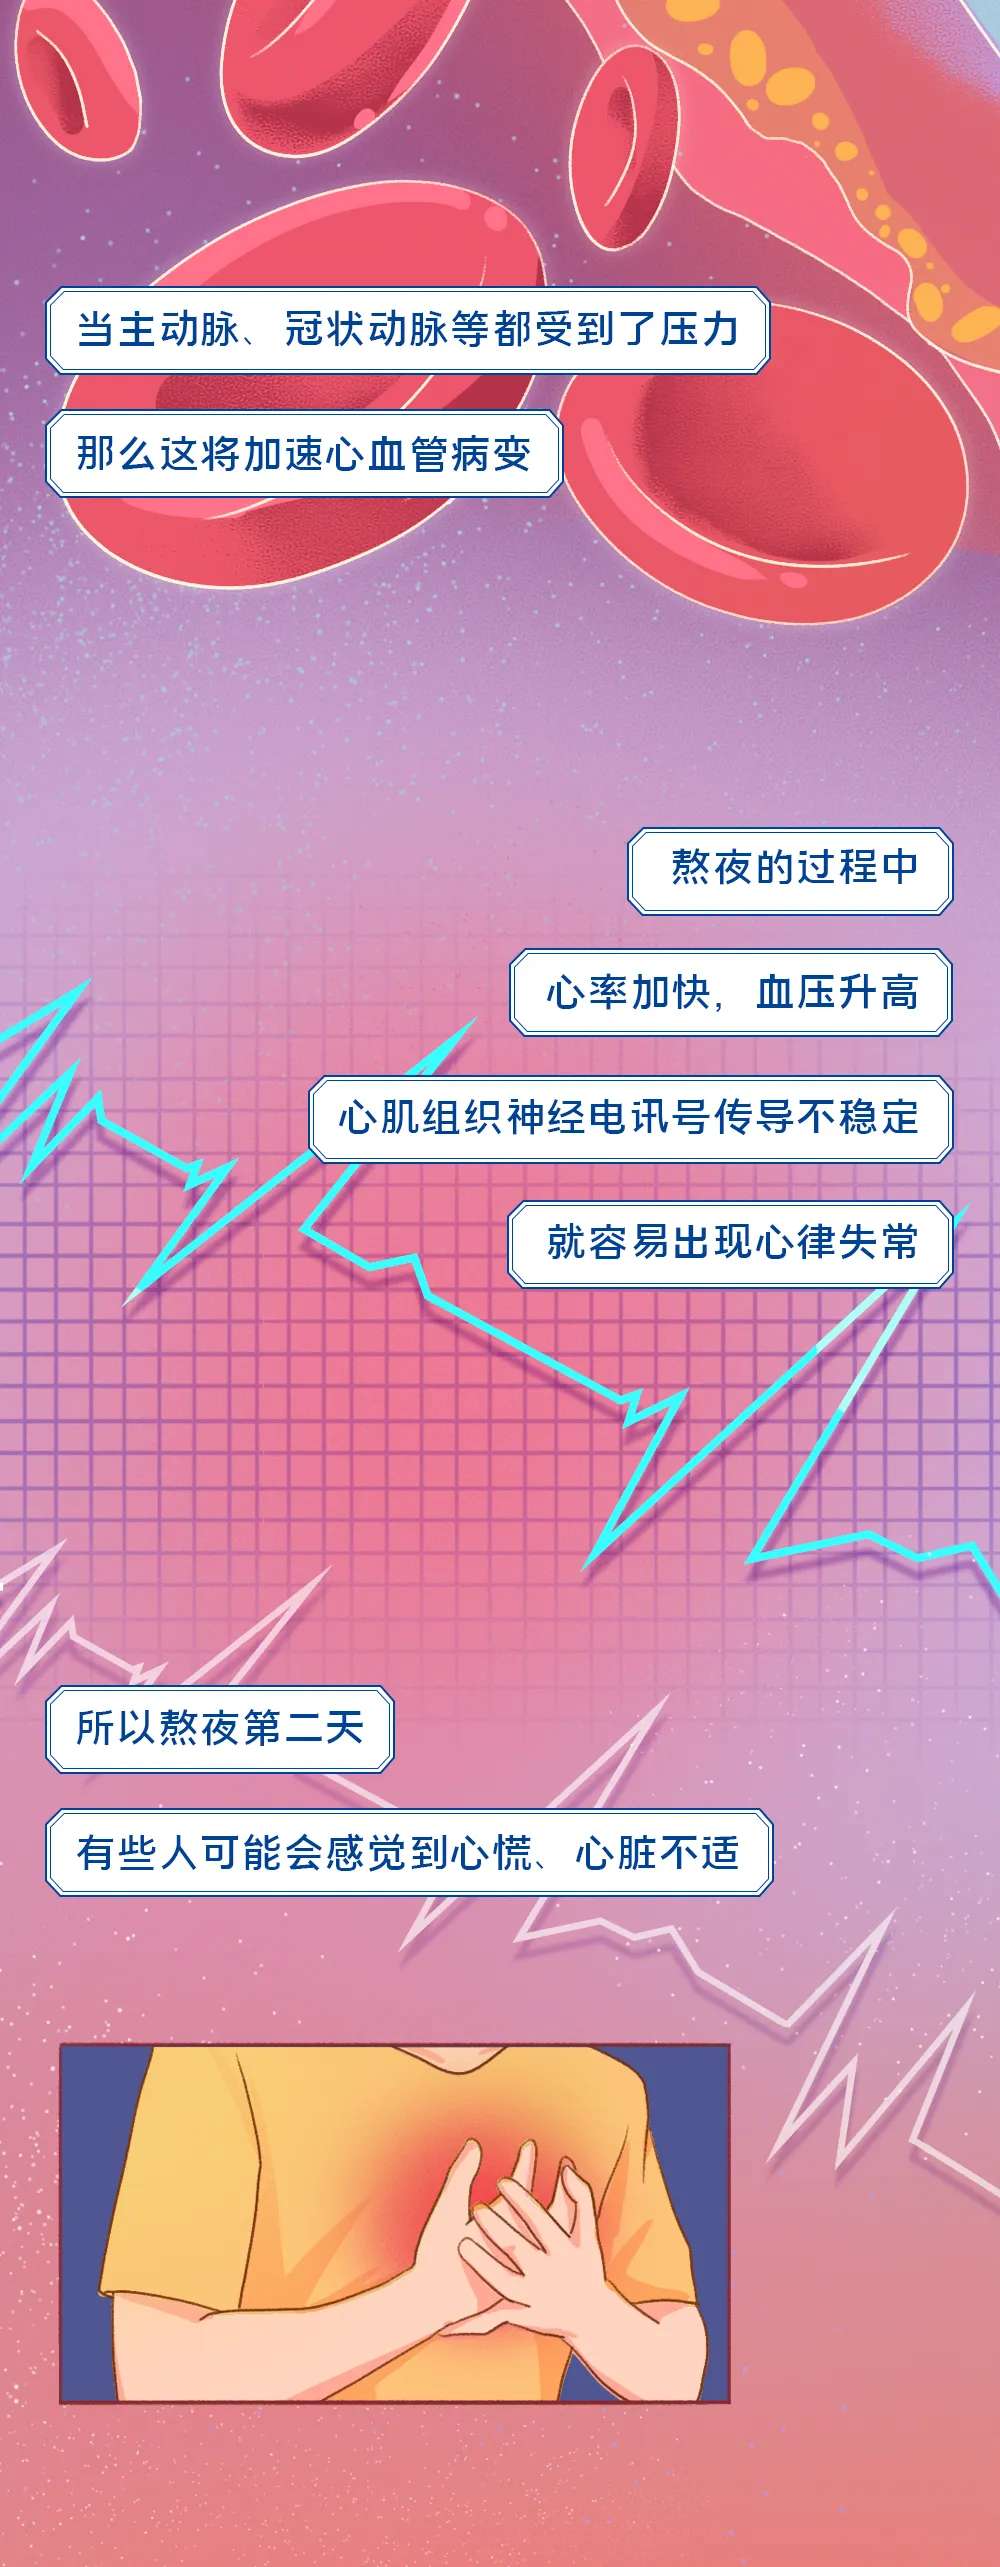 当主动脉、冠状动脉等都受到了压力
那么这将加速心血管病变
熬夜的过程中
心率加快，血压升高
心肌组织神经电讯号传导不稳定
就容易出现心律失常
所以熬夜第二天
有些人可能会感觉到心慌、心脏不适